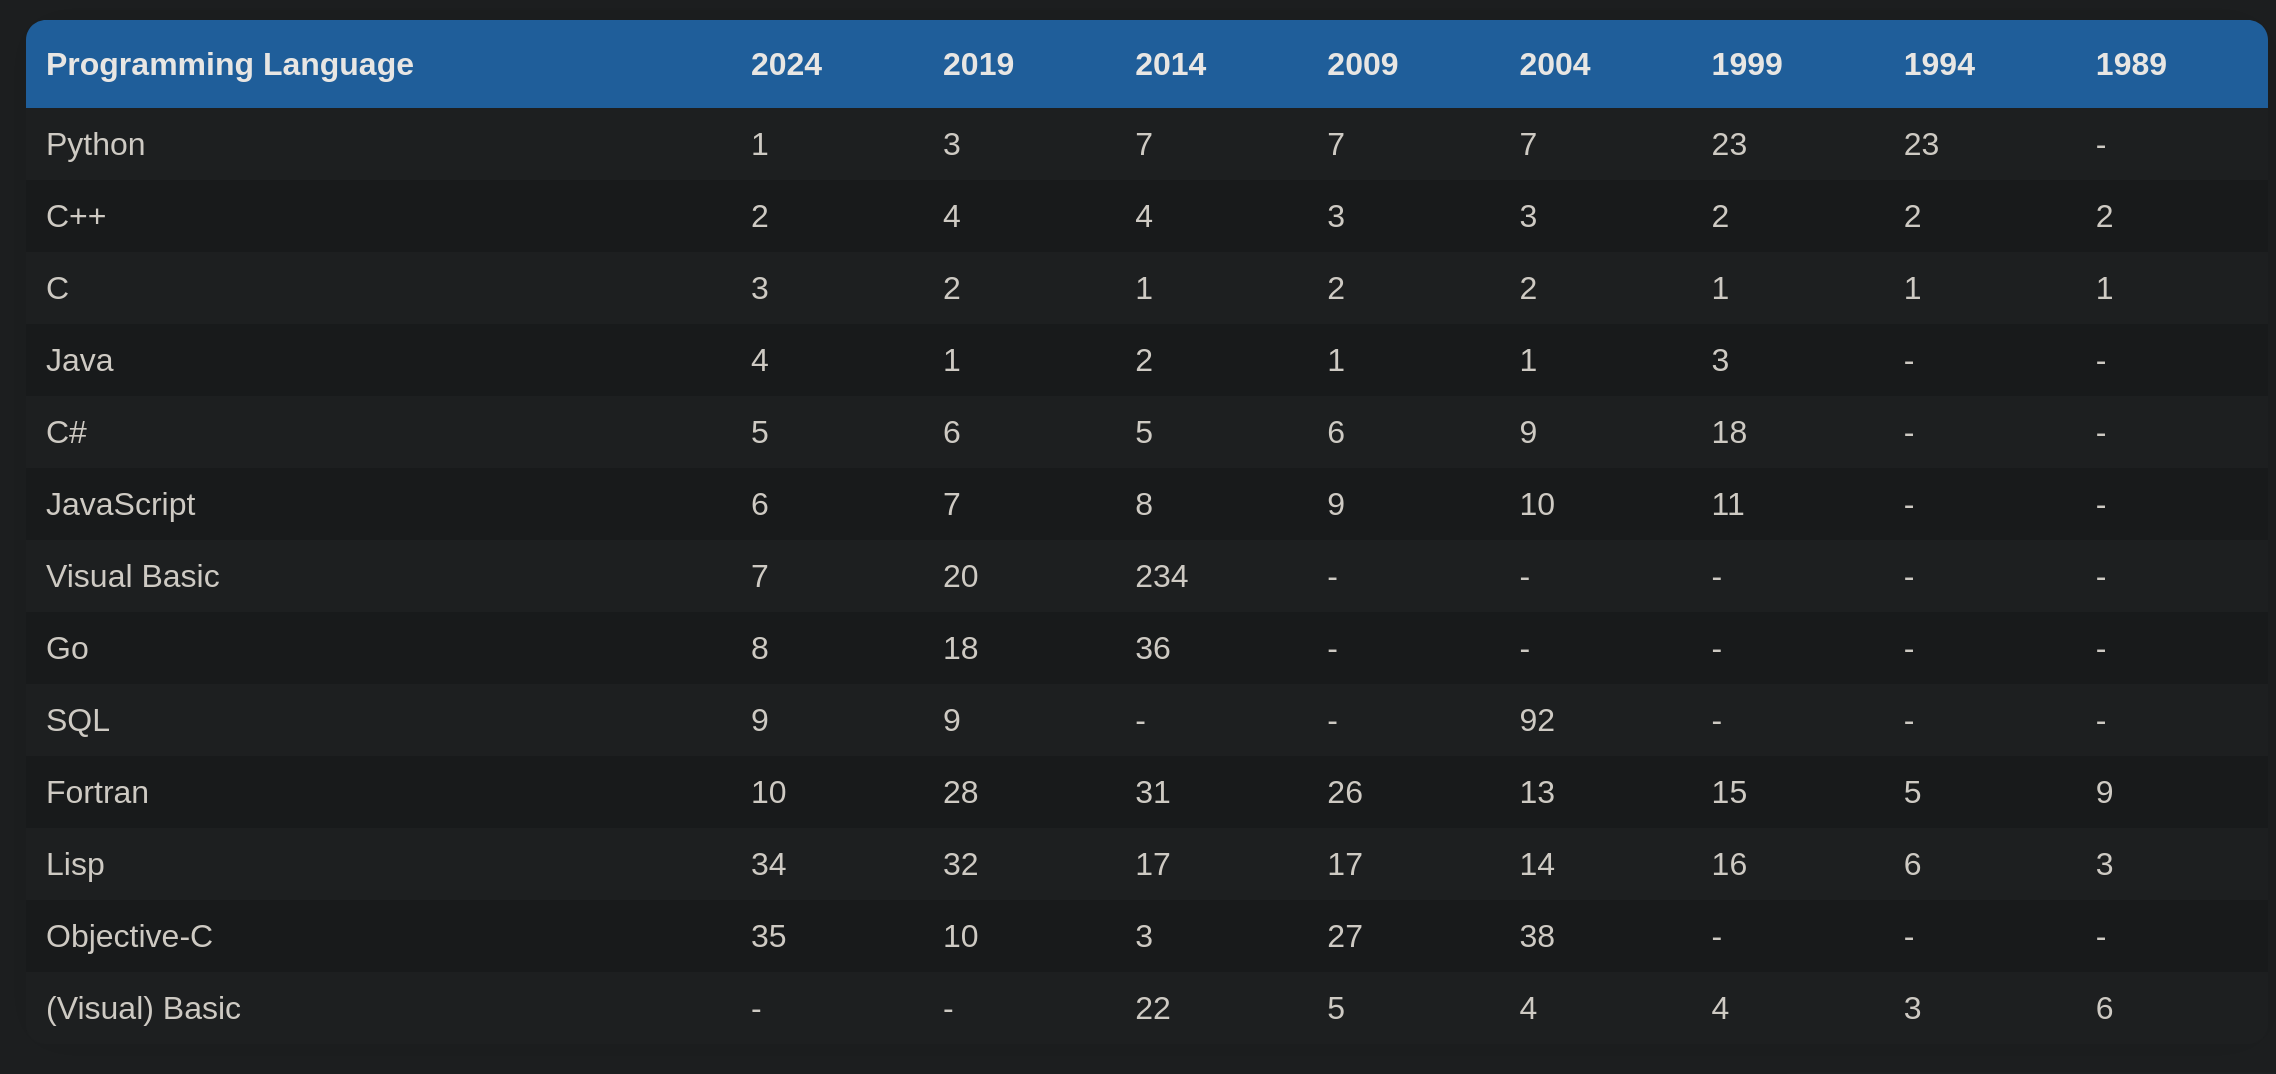 Programming Language 2024 2019 2014 2009 2004 1999 1994 1989
Python 1 3 7 7 7 23 23 -
C++ 2 4 4 3 3 2 2 2
C 3 2 1 2 2 1 1 1
Java 4 1 2 1 1 3 - -
C# 5 6 5 6 9 18 - -
JavaScript 6 7 8 9 10 11 - -
Visual Basic 7 20 234 - - - - -
Go 8 18 36 - - - - -
SQL 9 9 - - 92 - - -
Fortran 10 28 31 26 13 15 5 9
Lisp 34 32 17 17 14 16 6 3
Objective-C 35 10 3 27 38 - - -
(Visual) Basic - - 22 5 4 4 3 6